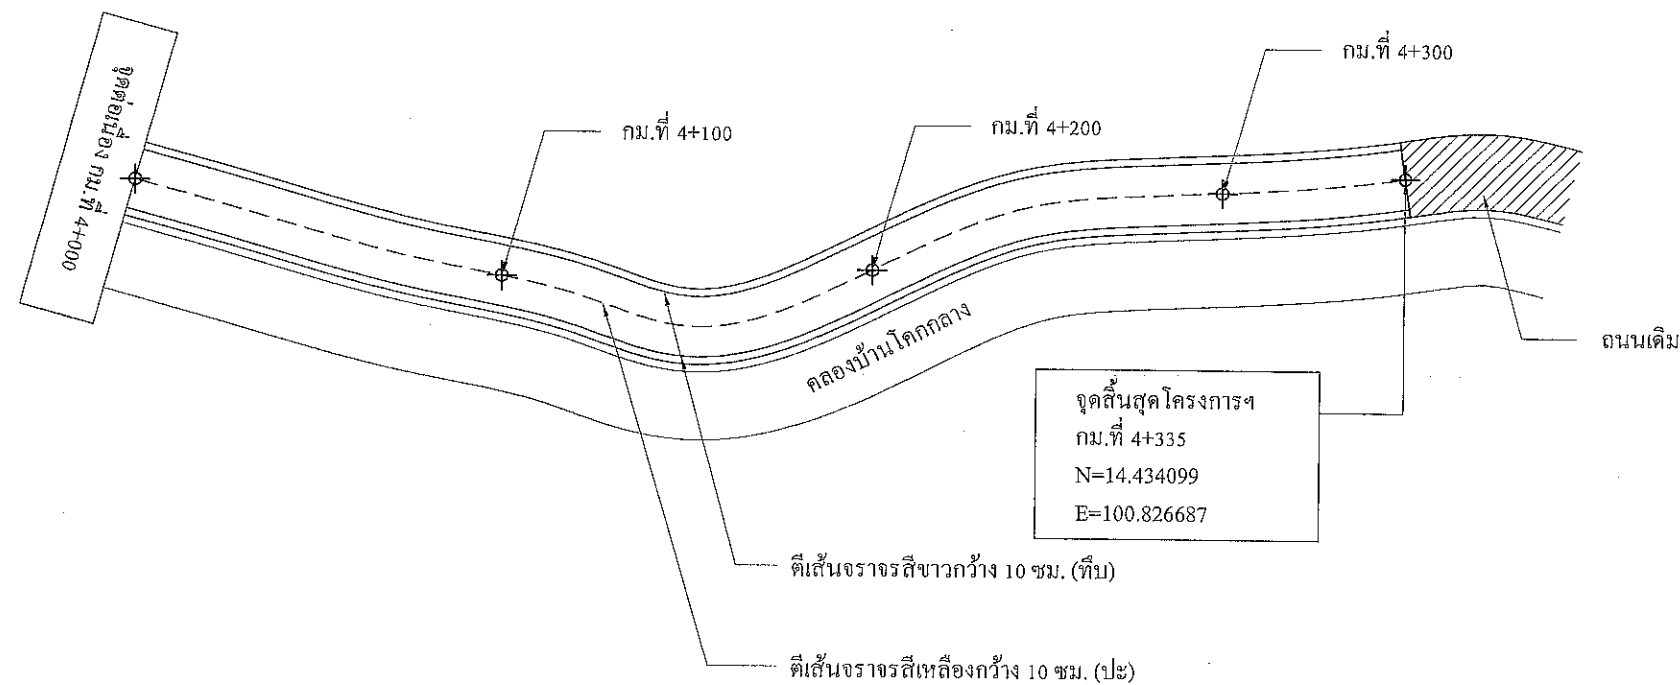 จุดต่อเนื่อง กม.ที่ 4+000
กม.ที่ 4+100
กม.ที่ 4+200
กม.ที่ 4+300
ถนนเดิม
คลองบ้านโคกกลาง
จุดสิ้นสุดโครงการฯ
กม.ที่ 4+335
N=14.434099
E=100.826687
ตีเส้นจราจรสีขาวกว้าง 10 ซม. (ทึบ)
ตีเส้นจราจรสีเหลืองกว้าง 10 ซม. (ปะ)